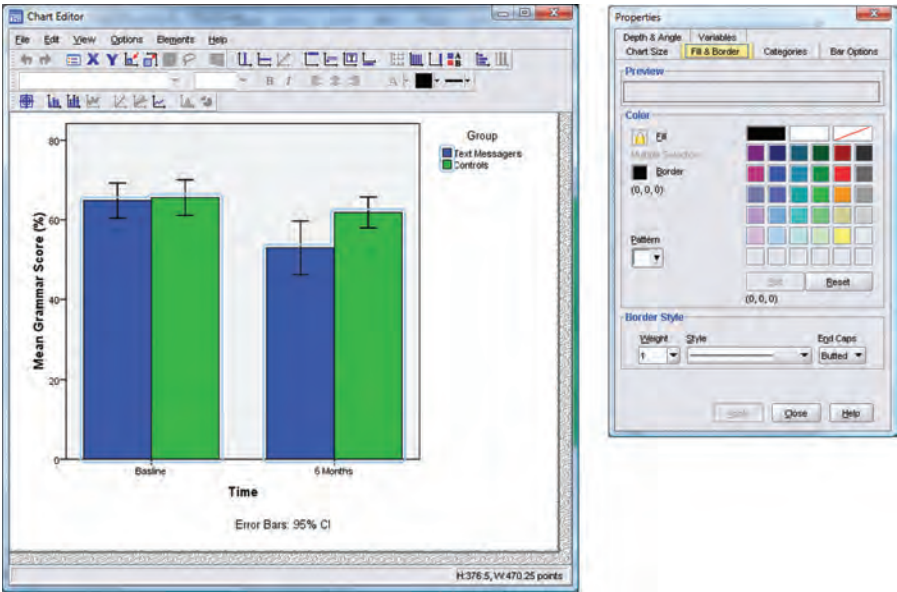 Chart Editor
File Edit View Options Elements Help
B I
80
60
40
20
0
Mean Grammar Score (%)
Basline
6 Months
Time
Error Bars: 95% CI
Group
Text Messagers
Controls
H:376.5, W:470.25 points
Properties
Depth & Angle Variables
Chart Size Fill & Border Categories Bar Options
Preview
Color
Fill
Multiple Selection
Border
(0, 0, 0)
Pattern
Edit Reset
(0, 0, 0)
Border Style
Weight Style End Caps
1 Butted
Apply Close Help